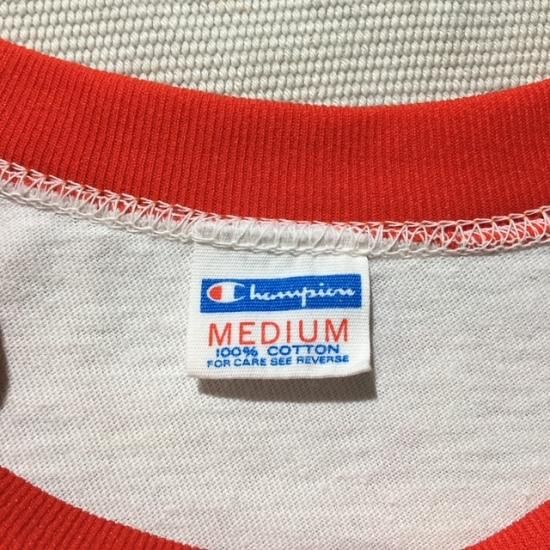 Champion
MEDIUM
100% COTTON
FOR CARE SEE REVERSE